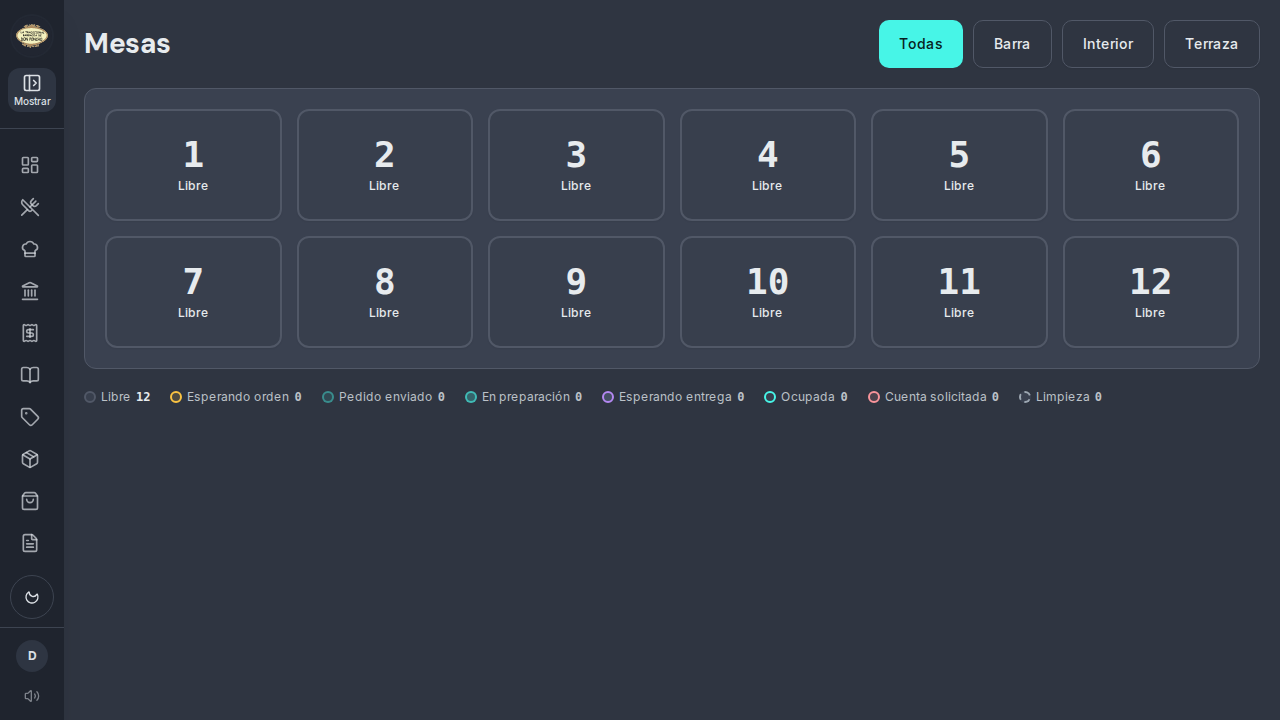 Mesas
Todas
Barra
Interior
Terraza
Mostrar
1
Libre
2
Libre
3
Libre
4
Libre
5
Libre
6
Libre
7
Libre
8
Libre
9
Libre
10
Libre
11
Libre
12
Libre
Libre 12
Esperando orden 0
Pedido enviado 0
En preparación 0
Esperando entrega 0
Ocupada 0
Cuenta solicitada 0
Limpieza 0
D